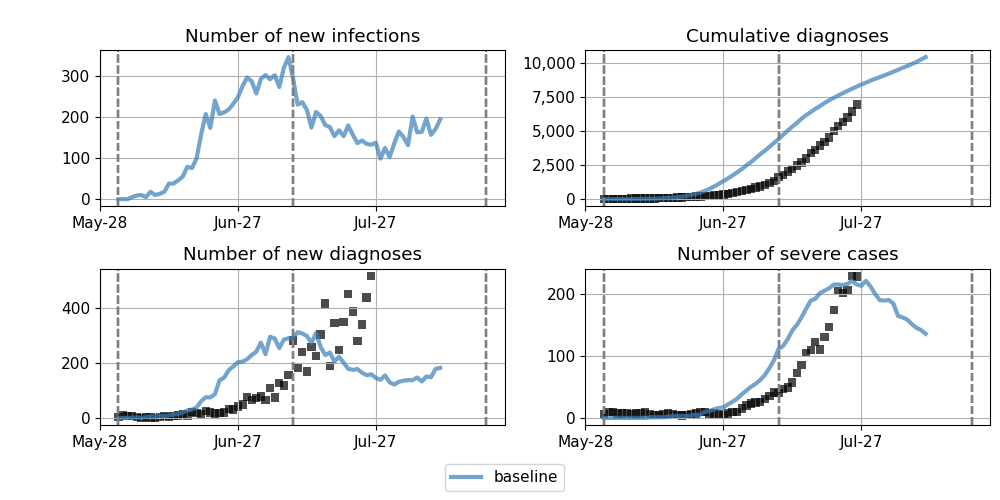 Number of new infections
300
200
100
0
May-28 Jun-27 Jul-27
Cumulative diagnoses
10,000
7,500
5,000
2,500
0
May-28 Jun-27 Jul-27
Number of new diagnoses
400
200
0
May-28 Jun-27 Jul-27
Number of severe cases
200
100
0
May-28 Jun-27 Jul-27
baseline